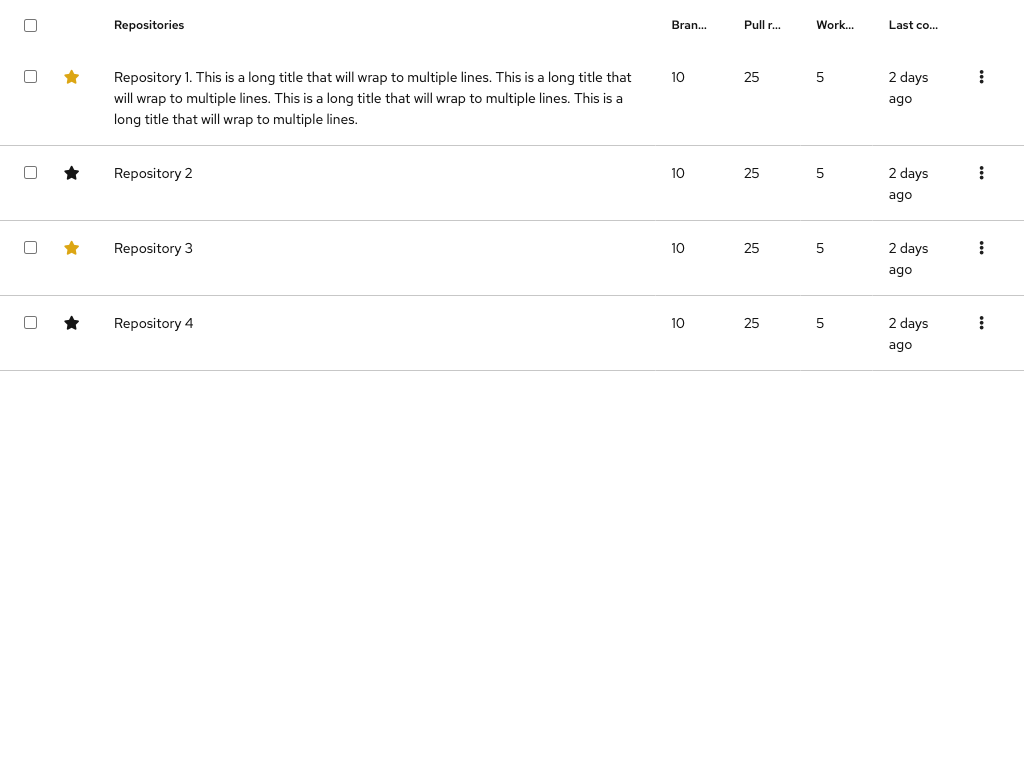 Repositories Bran... Pull r... Work... Last co...
Repository 1. This is a long title that will wrap to multiple lines. This is a long title that 10 25 5 2 days
will wrap to multiple lines. This is a long title that will wrap to multiple lines. This is a ago
long title that will wrap to multiple lines.
Repository 2 10 25 5 2 days
ago
Repository 3 10 25 5 2 days
ago
Repository 4 10 25 5 2 days
ago